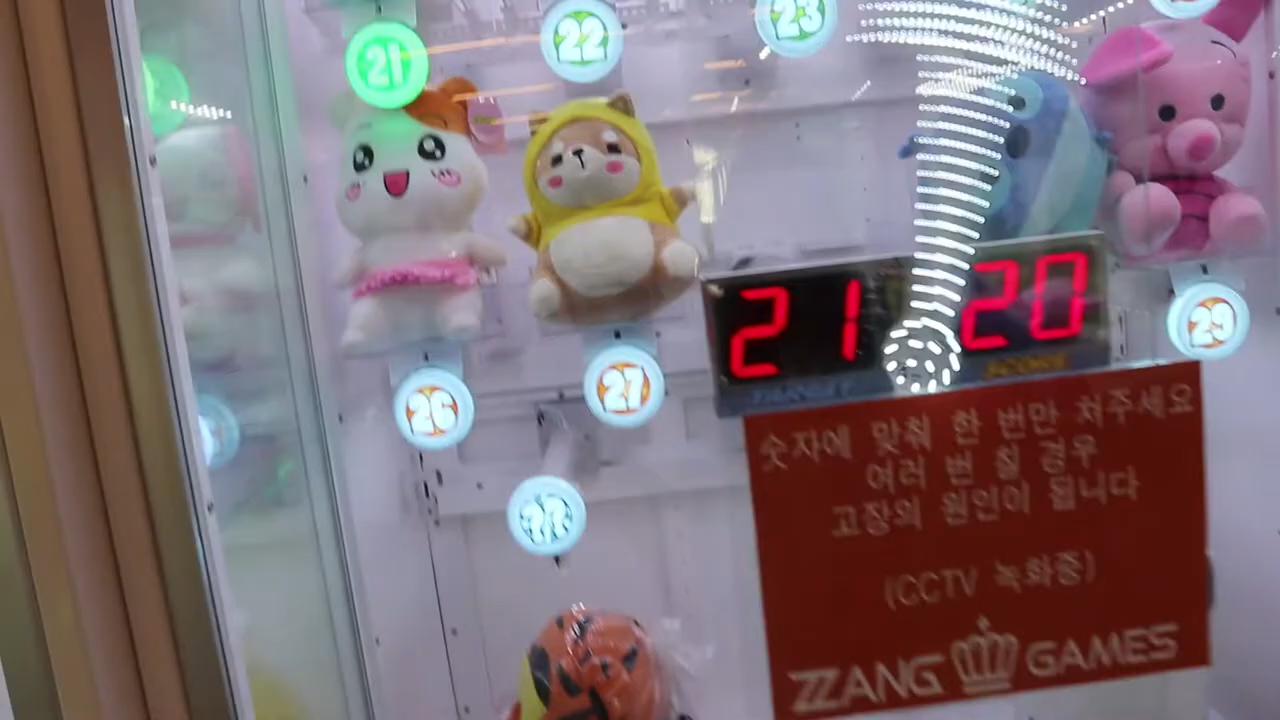 21
22
23
26
27
29
??
21
20
숫자에 맞춰 한 번만 쳐주세요
여러 번 칠 경우
고장의 원인이 됩니다
(CCTV 녹화중)
ZZANG GAMES